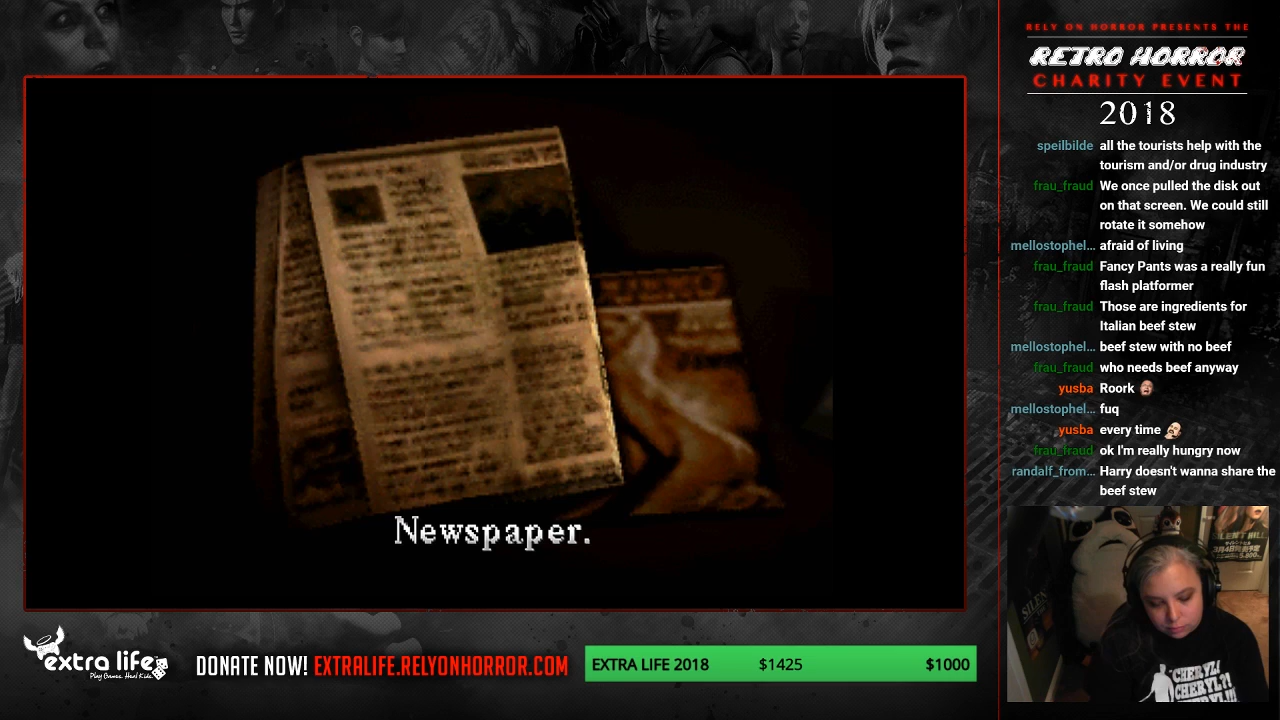 RELY ON HORROR PRESENTS THE
RETRO HORROR
CHARITY EVENT
2018
speilbilde all the tourists help with the
tourism and/or drug industry
frau_fraud We once pulled the disk out
on that screen. We could still
rotate it somehow
mellostophel... afraid of living
frau_fraud Fancy Pants was a really fun
flash platformer
frau_fraud Those are ingredients for
Italian beef stew
mellostophel... beef stew with no beef
frau_fraud who needs beef anyway
yusba Roork
mellostophel... fuq
yusba every time
frau_fraud ok I'm really hungry now
randalf_from... Harry doesn't wanna share the
beef stew
Newspaper.
SILENT HILL
CHERYL!
CHERYL?!
extra life
Play Games. Heal Kids.
DONATE NOW! EXTRALIFE.RELYONHORROR.COM
EXTRA LIFE 2018 $1425 $1000